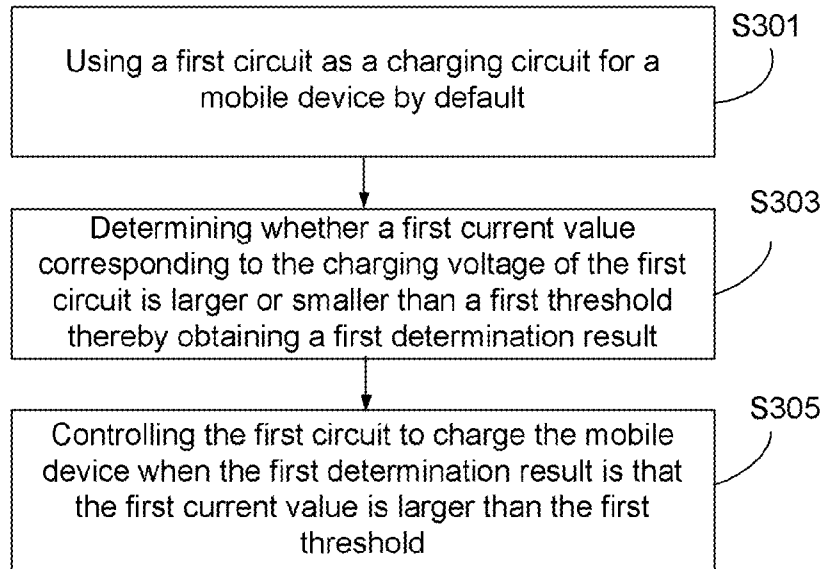 S301
Using a first circuit as a charging circuit for a
mobile device by default
S303
Determining whether a first current value
corresponding to the charging voltage of the first
circuit is larger or smaller than a first threshold
thereby obtaining a first determination result
S305
Controlling the first circuit to charge the mobile
device when the first determination result is that
the first current value is larger than the first
threshold